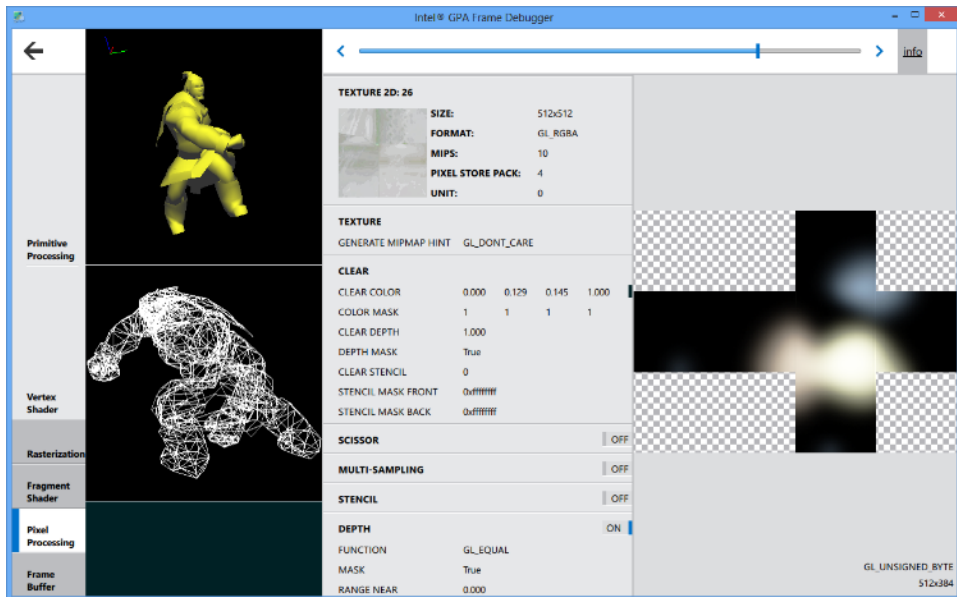 Intel® GPA Frame Debugger
info
Primitive
Processing
Vertex
Shader
Rasterization
Fragment
Shader
Pixel
Processing
Frame
Buffer
TEXTURE 2D: 26
SIZE: 512x512
FORMAT: GL_RGBA
MIPS: 10
PIXEL STORE PACK: 4
UNIT: 0
TEXTURE
GENERATE MIPMAP HINT GL_DONT_CARE
CLEAR
CLEAR COLOR 0.000 0.129 0.145 1.000
COLOR MASK 1 1 1 1
CLEAR DEPTH 1.000
DEPTH MASK True
CLEAR STENCIL 0
STENCIL MASK FRONT 0xffffffff
STENCIL MASK BACK 0xffffffff
SCISSOR OFF
MULTI-SAMPLING OFF
STENCIL OFF
DEPTH ON
FUNCTION GL_EQUAL
MASK True
RANGE NEAR 0.000
GL_UNSIGNED_BYTE
512x384